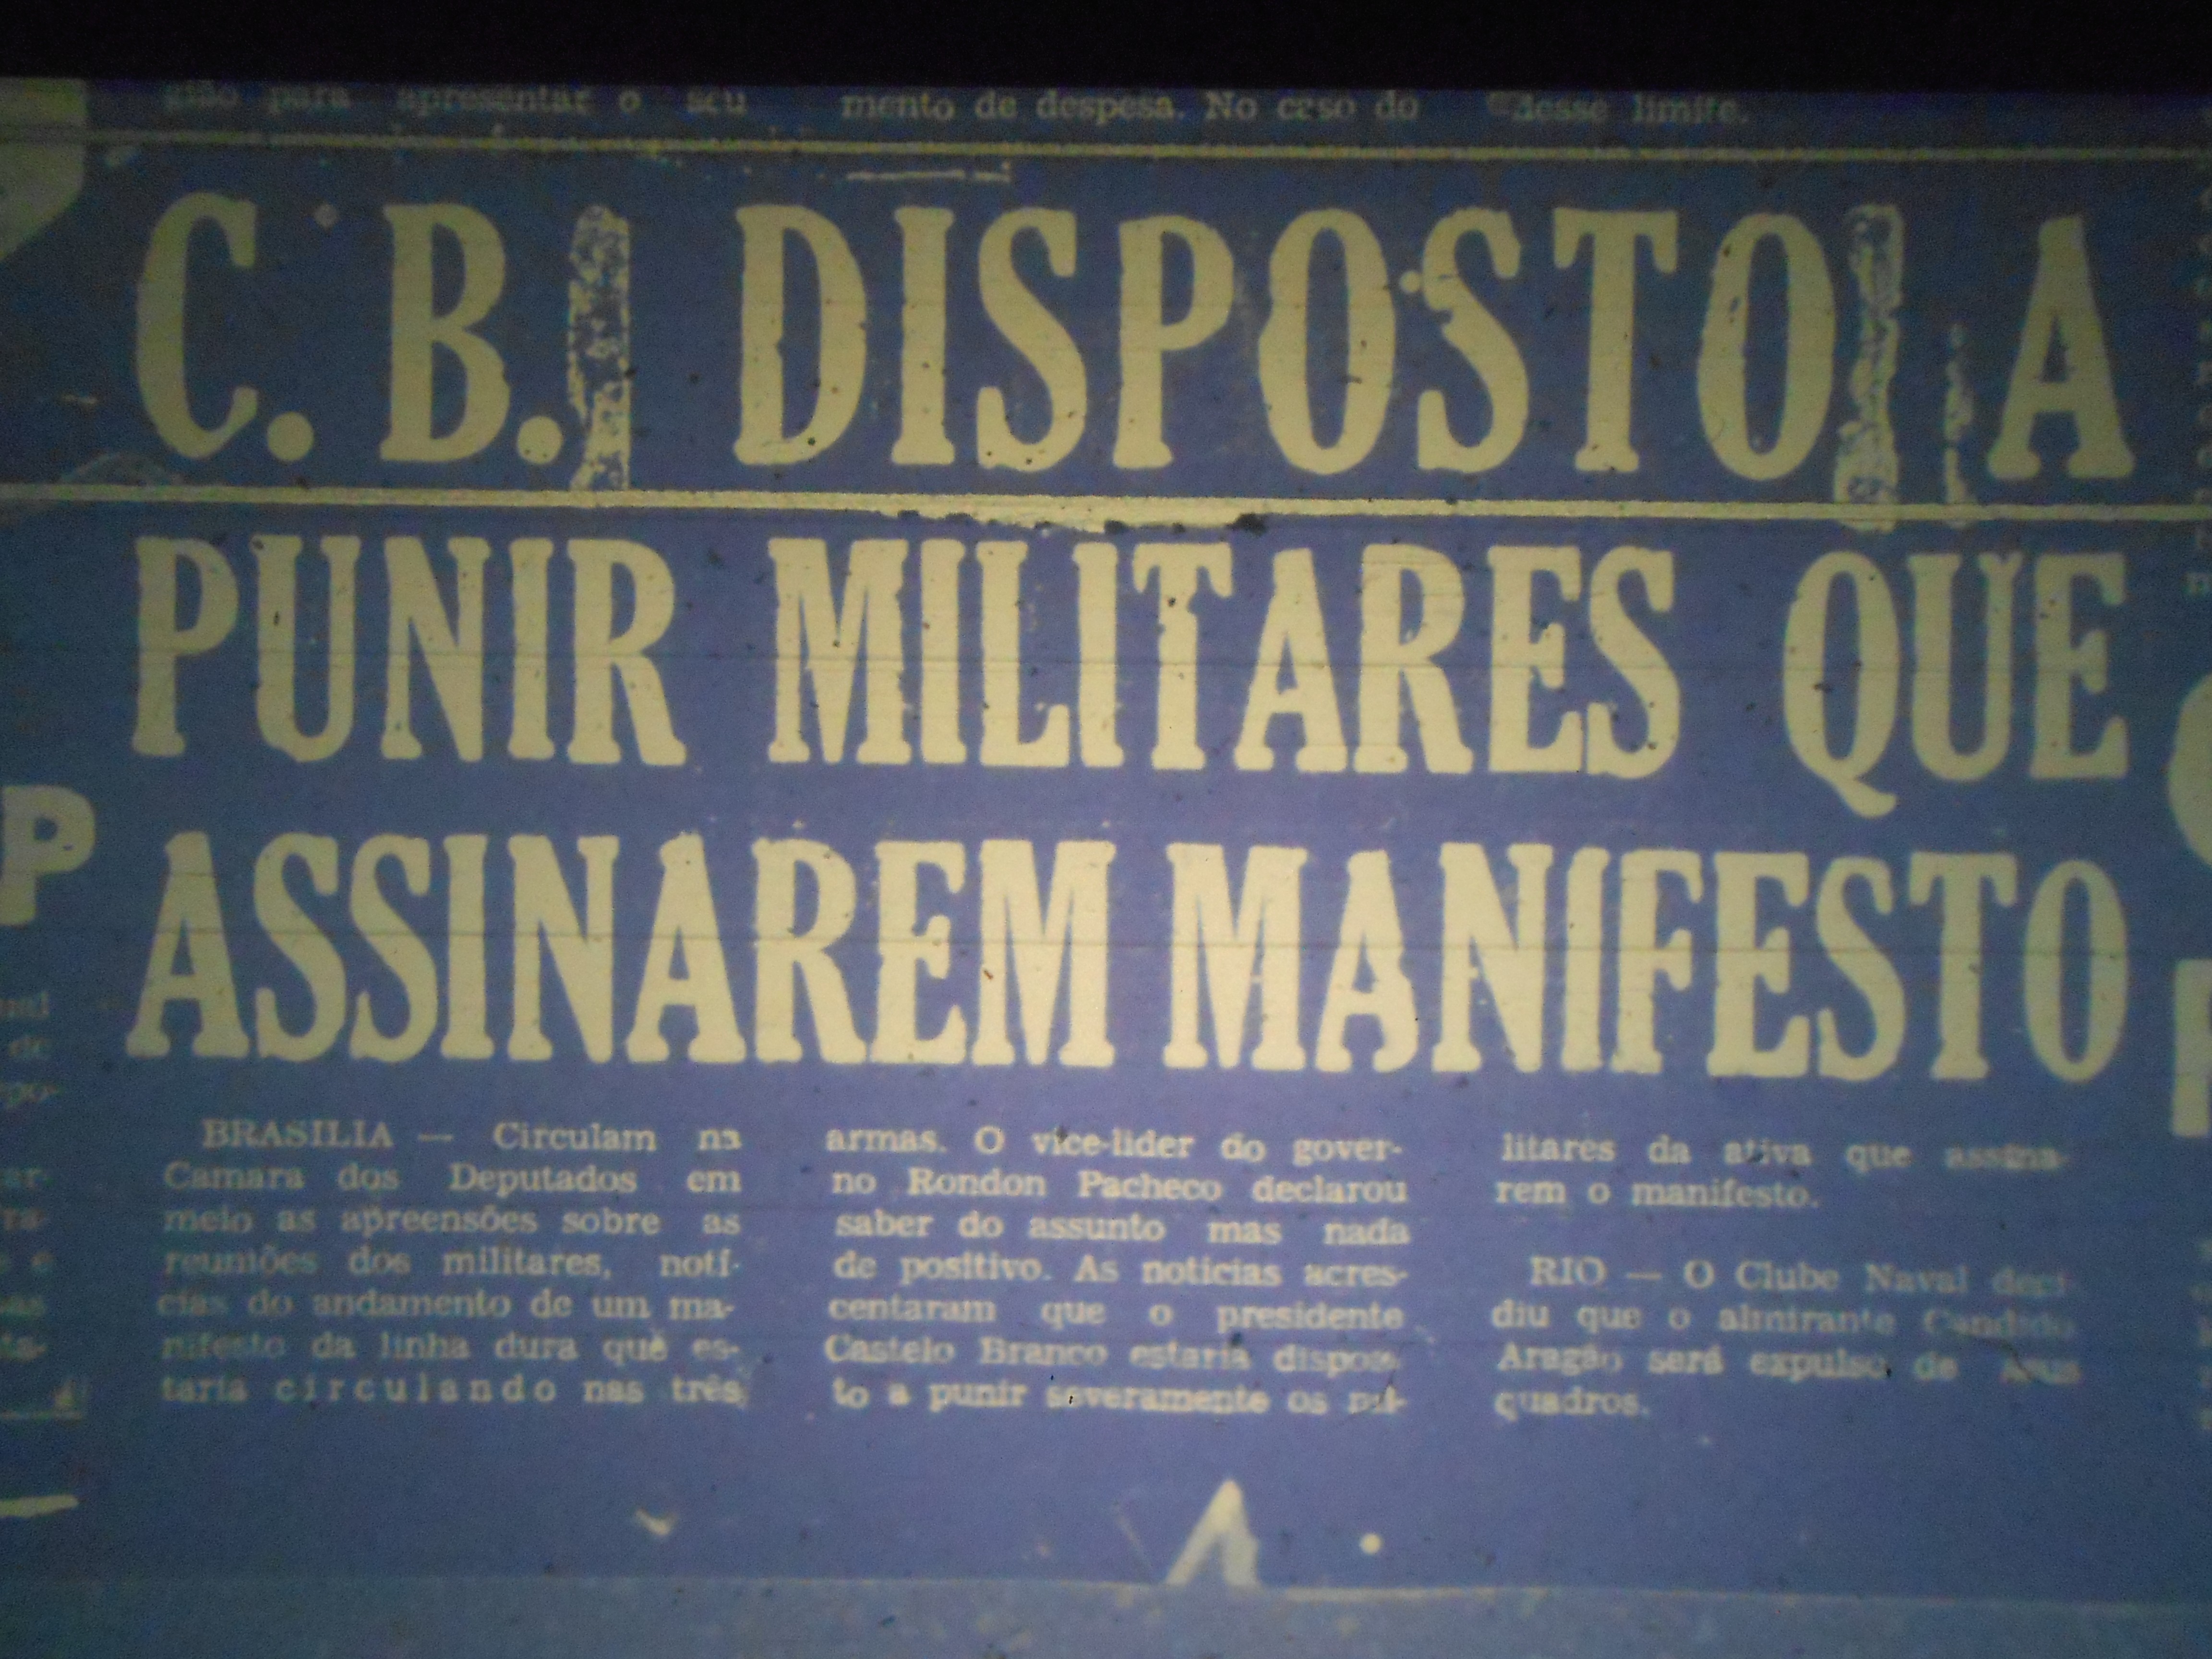 gião para apresentar o seu
mento de despesa. No caso do
desse limite.
C. B. DISPOSTO A
PUNIR MILITARES QUE
ASSINAREM MANIFESTO
BRASILIA — Circulam na
Camara dos Deputados em
meio as apreensões sobre as
reuniões dos militares, notí-
cias do andamento de um ma-
nifesto da linha dura que es-
taria circulando nas três
armas. O vice-lider do gover-
no Rondon Pacheco declarou
saber do assunto mas nada
de positivo. As noticias acres-
centaram que o presidente
Castelo Branco estaria dispos-
to a punir severamente os mi-
litares da ativa que assina-
rem o manifesto.
RIO — O Clube Naval deci-
diu que o almirante Candido
Aragão será expulso de seus
quadros.